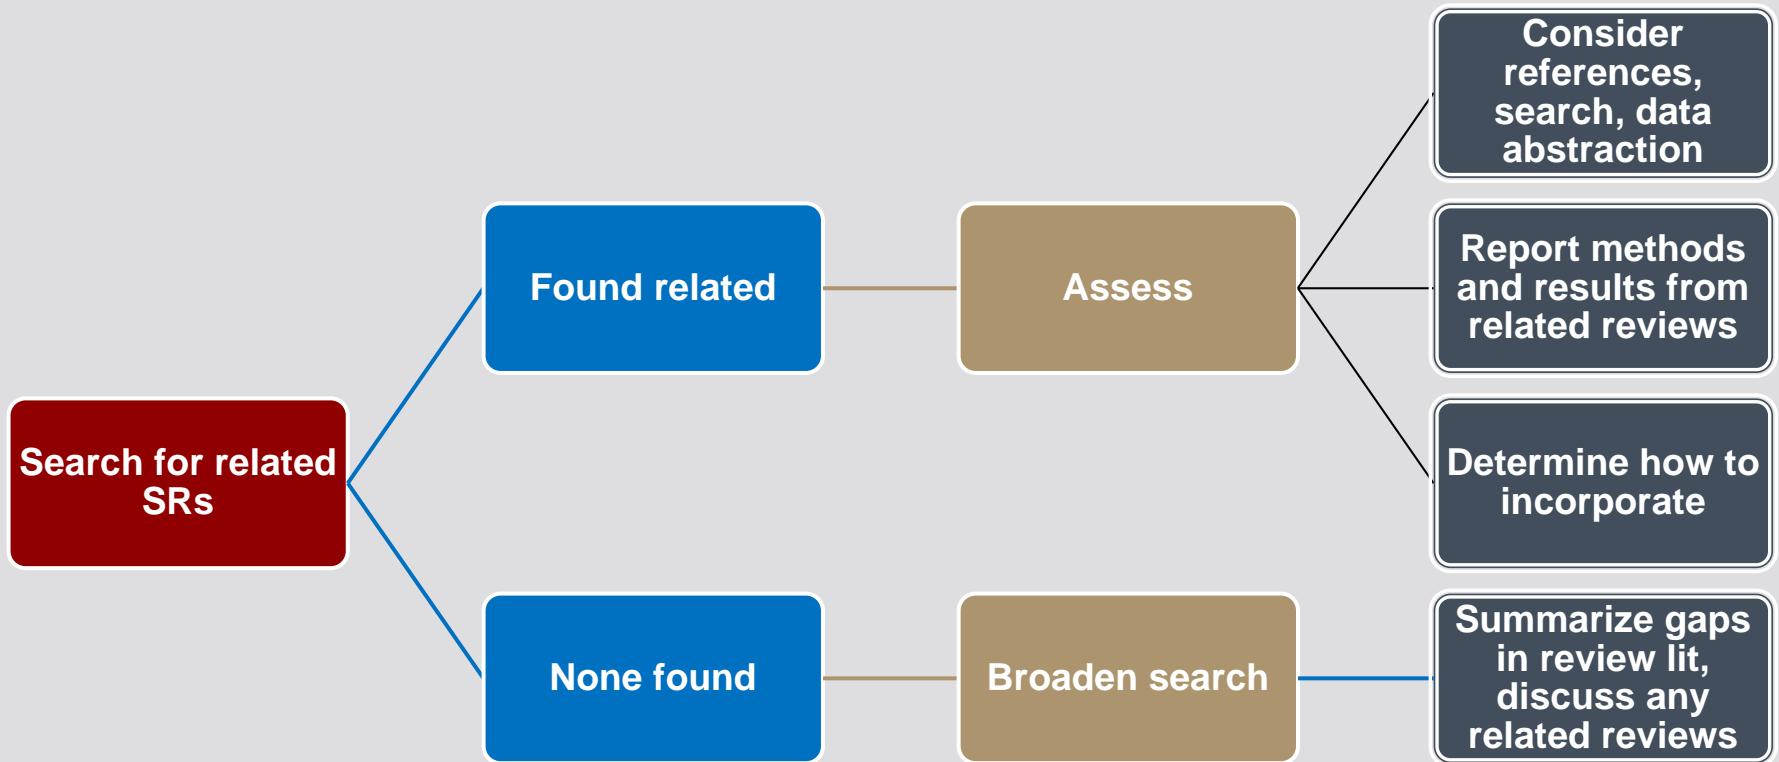 Search for related
SRs
Found related
Assess
Consider
references,
search, data
abstraction
Report methods
and results from
related reviews
Determine how to
incorporate
None found
Broaden search
Summarize gaps
in review lit,
discuss any
related reviews